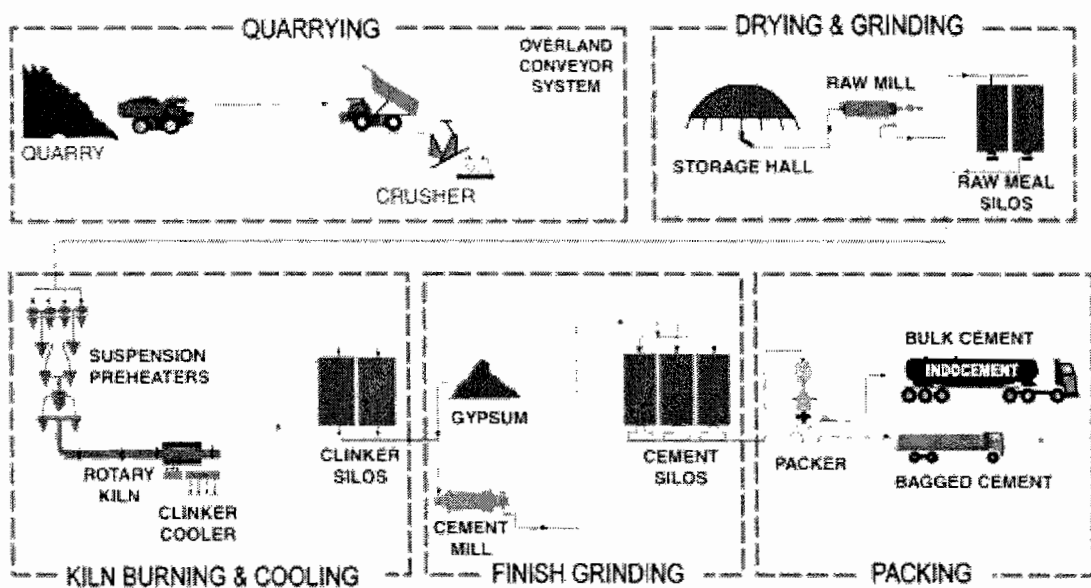 QUARRYING
OVERLAND
CONVEYOR
SYSTEM
QUARRY
CRUSHER
DRYING & GRINDING
RAW MILL
STORAGE HALL
RAW MEAL
SILOS
SUSPENSION
PREHEATERS
ROTARY
KILN
CLINKER
COOLER
CLINKER
SILOS
KILN BURNING & COOLING
GYPSUM
CEMENT
MILL
CEMENT
SILOS
FINISH GRINDING
BULK CEMENT
INDOCEMENT
PACKER
BAGGED CEMENT
PACKING